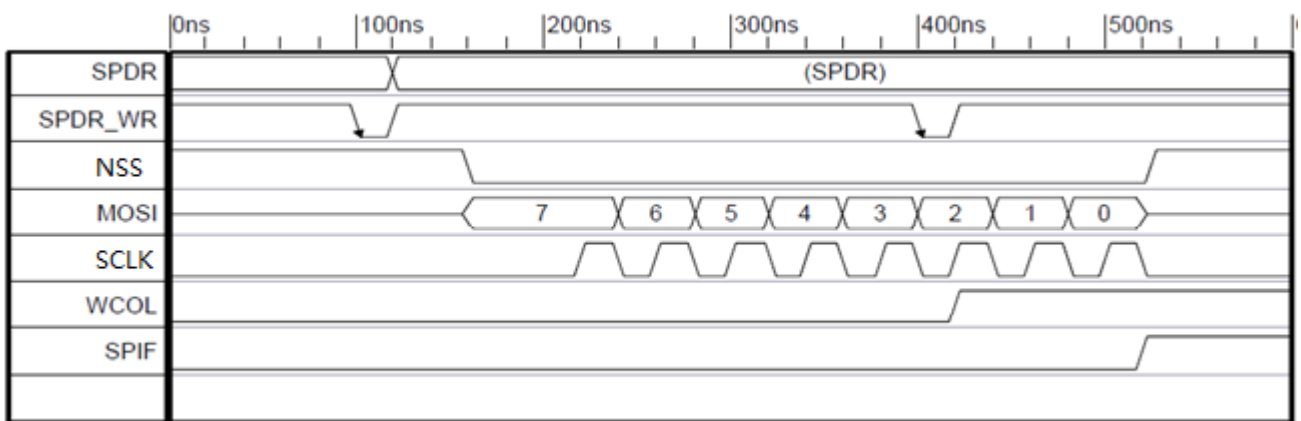 0ns 100ns 200ns 300ns 400ns 500ns
SPDR (SPDR)
SPDR_WR
NSS
MOSI 7 6 5 4 3 2 1 0
SCLK
WCOL
SPIF